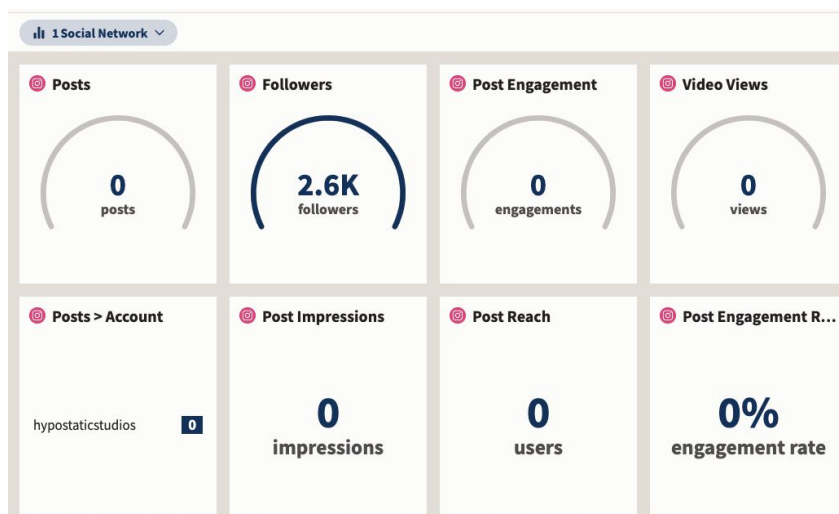 1 Social Network
Posts
0
posts
Followers
2.6K
followers
Post Engagement
0
engagements
Video Views
0
views
Posts > Account
hypostaticstudios 0
Post Impressions
0
impressions
Post Reach
0
users
Post Engagement R...
0%
engagement rate